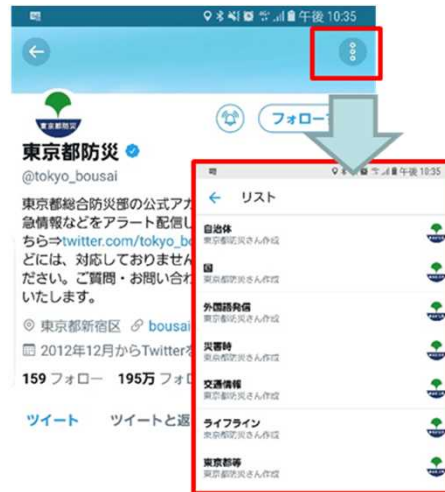 午後 10:35
東京都防災
フォロー
東京都防災
@tokyo_bousai
東京都総合防災部の公式アカ
急情報などをアラート配信し
ちら⇒twitter.com/tokyo_bo
どには、対応しておりません
ださい。ご質問・お問い合わ
いたします。
東京都新宿区 bousai
2012年12月からTwitterを
159 フォロー 195万 フォロ
ツイート ツイートと返
午後 10:35
リスト
自治体
東京都防災さん作成
国
東京都防災さん作成
外国語発信
東京都防災さん作成
災害時
東京都防災さん作成
交通情報
東京都防災さん作成
ライフライン
東京都防災さん作成
東京都等
東京都防災さん作成